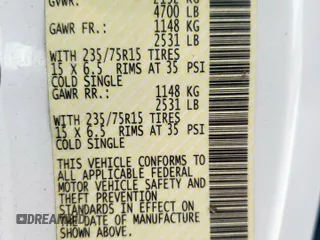 GVWR: 2132 KG
4700 LB
GAWR FR.: 1148 KG
2531 LB
WITH 235/75R15 TIRES
15 X 6.5 RIMS AT 35 PSI
COLD SINGLE
GAWR RR.: 1148 KG
2531 LB
WITH 235/75R15 TIRES
15 X 6.5 RIMS AT 35 PSI
COLD SINGLE
THIS VEHICLE CONFORMS TO
ALL APPLICABLE FEDERAL
MOTOR VEHICLE SAFETY AND
THEFT PREVENTION
STANDARDS IN EFFECT ON
THE DATE OF MANUFACTURE
SHOWN ABOVE.